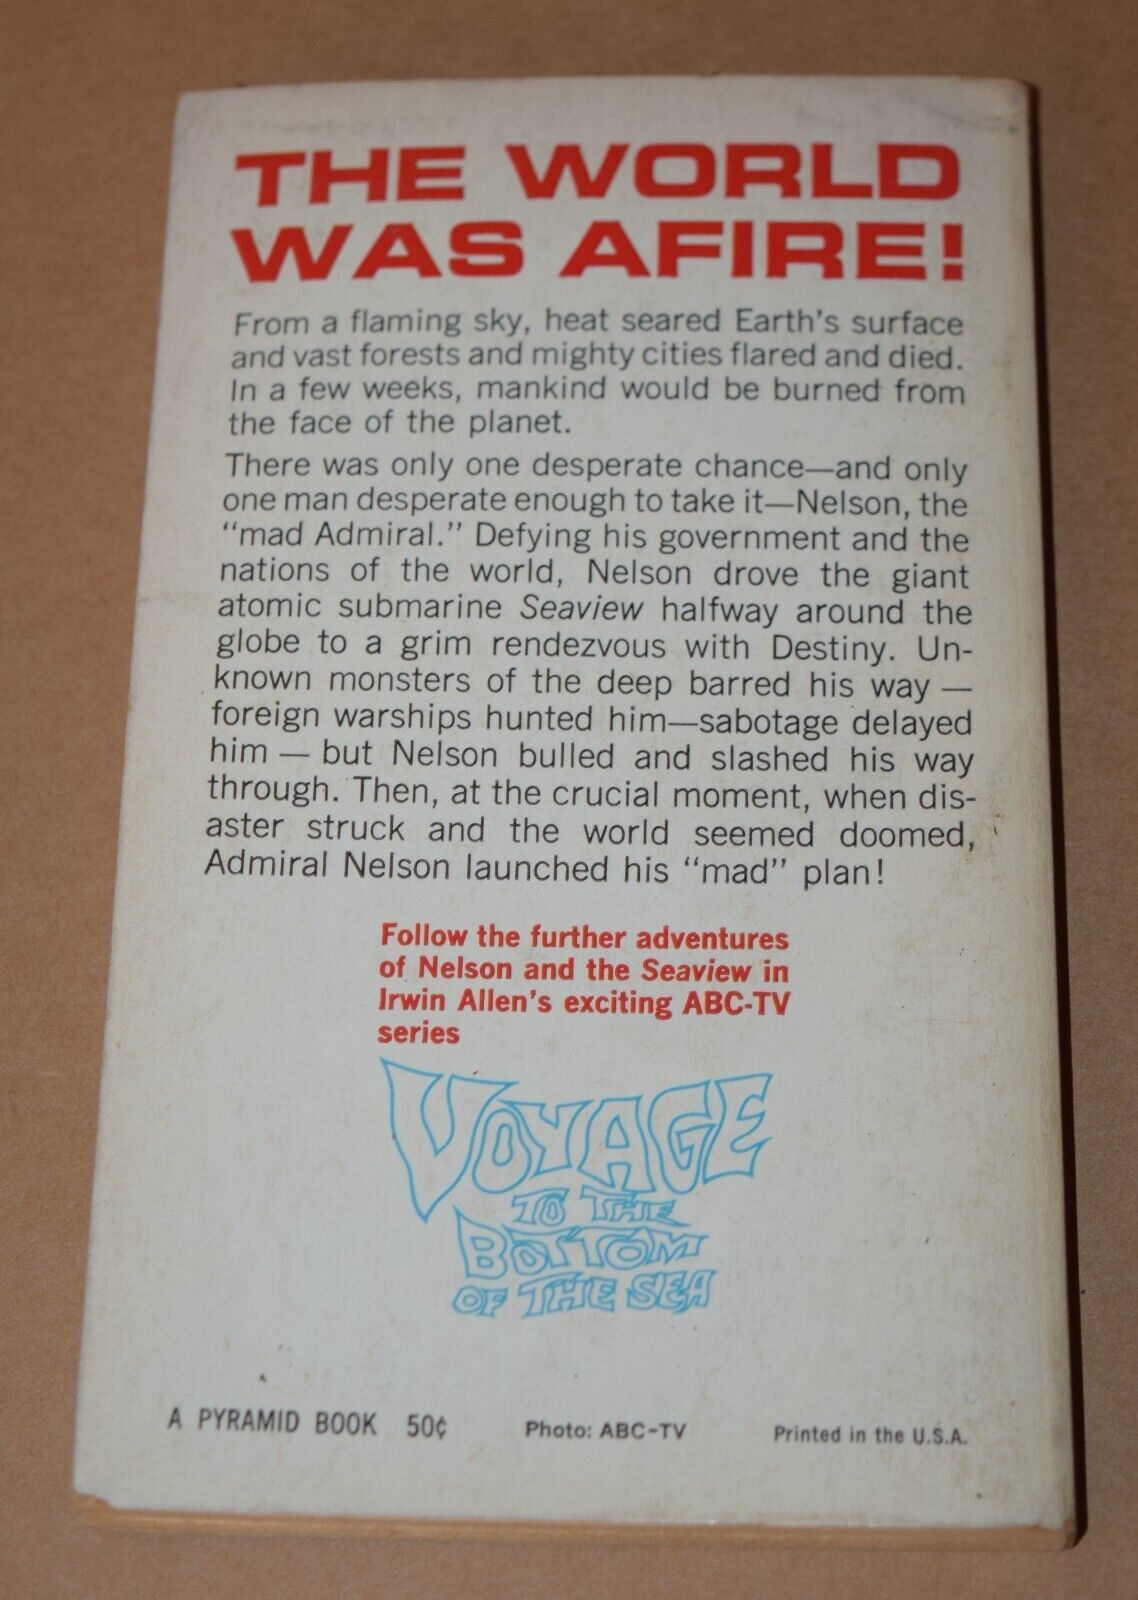 THE WORLD
WAS AFIRE!
From a flaming sky, heat seared Earth's surface
and vast forests and mighty cities flared and died.
In a few weeks, mankind would be burned from
the face of the planet.
There was only one desperate chance—and only
one man desperate enough to take it—Nelson, the
"mad Admiral." Defying his government and the
nations of the world, Nelson drove the giant
atomic submarine Seaview halfway around the
globe to a grim rendezvous with Destiny. Un-
known monsters of the deep barred his way —
foreign warships hunted him—sabotage delayed
him — but Nelson bulled and slashed his way
through. Then, at the crucial moment, when dis-
aster struck and the world seemed doomed,
Admiral Nelson launched his "mad" plan!
Follow the further adventures
of Nelson and the Seaview in
Irwin Allen's exciting ABC-TV
series
VOYAGE
TO THE
BOTTOM
OF THE SEA
A PYRAMID BOOK 50¢ Photo: ABC-TV Printed in the U.S.A.